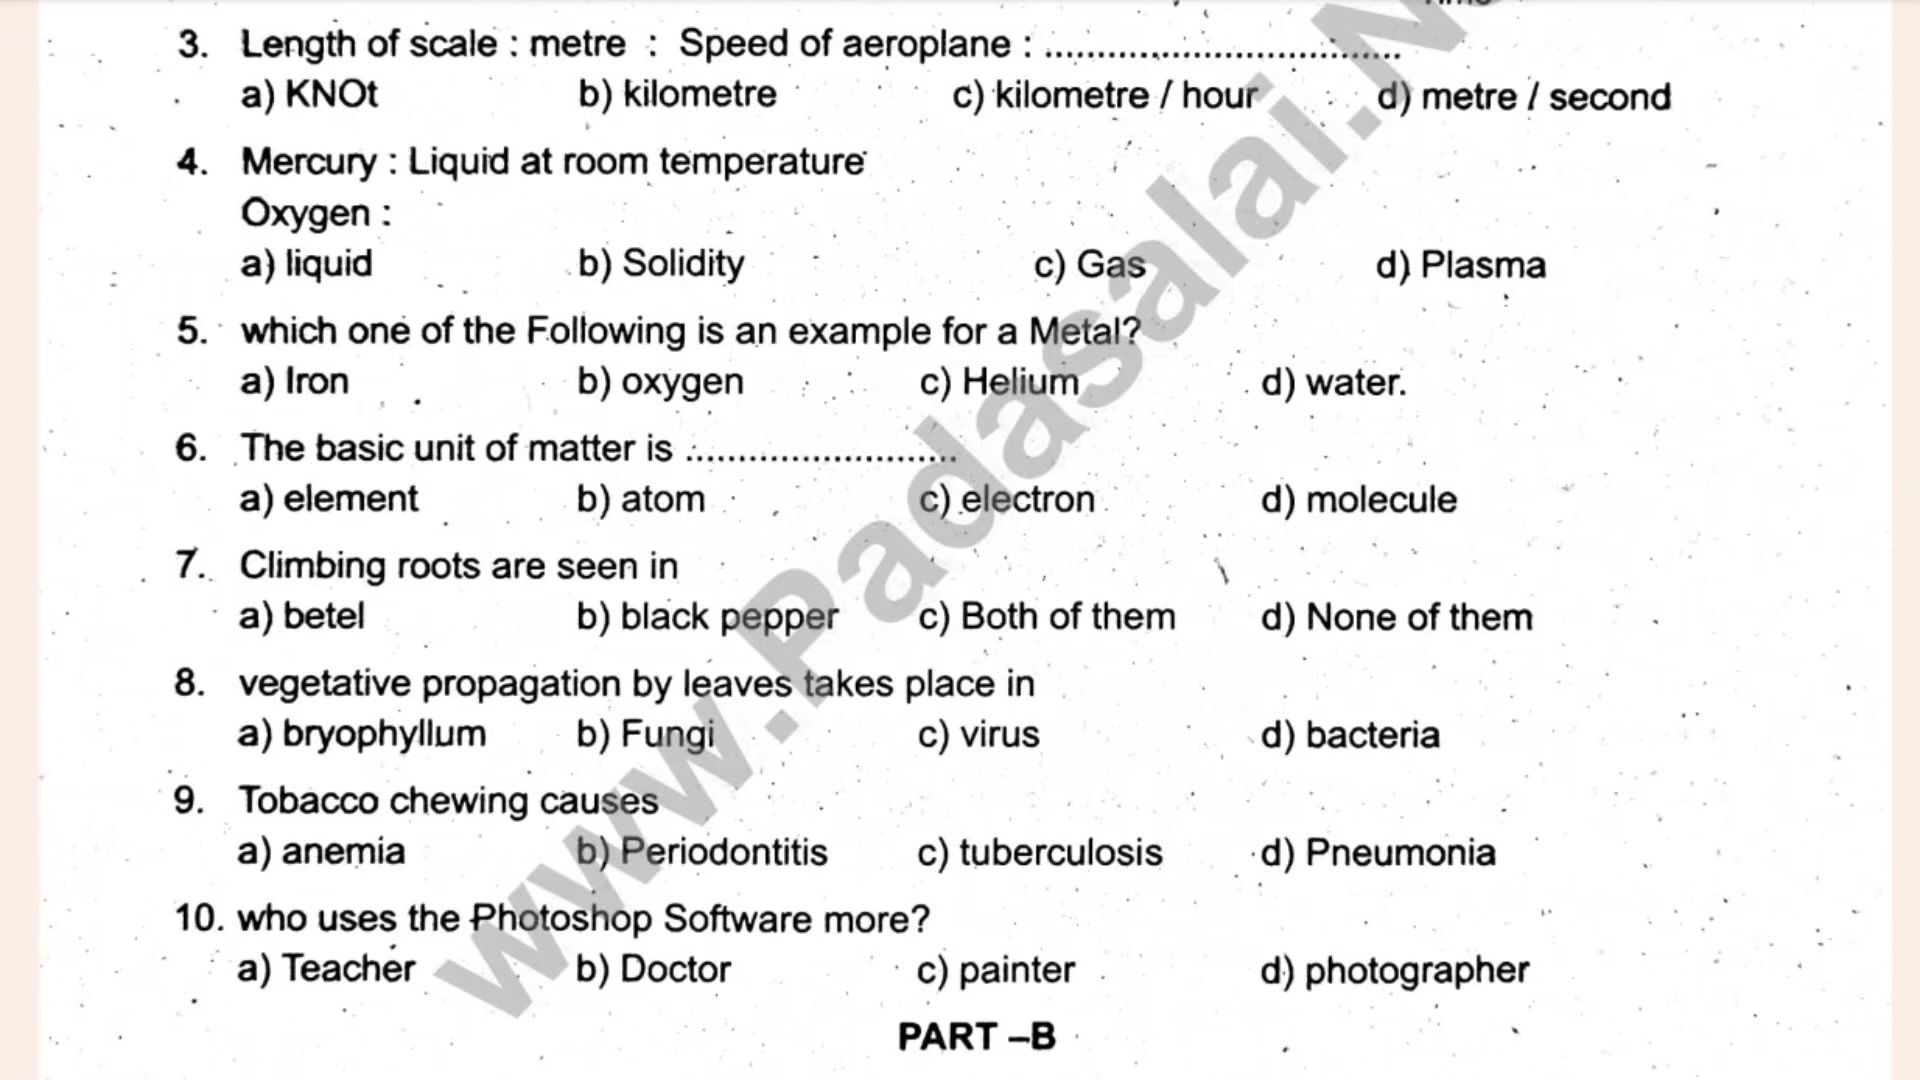 3. Length of scale : metre : Speed of aeroplane : ....................................
a) KNOt b) kilometre c) kilometre / hour d) metre / second
4. Mercury : Liquid at room temperature
Oxygen :
a) liquid b) Solidity c) Gas d) Plasma
5. which one of the Following is an example for a Metal?
a) Iron b) oxygen c) Helium d) water.
6. The basic unit of matter is ...........................
a) element b) atom c) electron d) molecule
7. Climbing roots are seen in
a) betel b) black pepper c) Both of them d) None of them
8. vegetative propagation by leaves takes place in
a) bryophyllum b) Fungi c) virus d) bacteria
9. Tobacco chewing causes
a) anemia b) Periodontitis c) tuberculosis d) Pneumonia
10. who uses the Photoshop Software more?
a) Teacher b) Doctor c) painter d) photographer
PART –B
www.Padasalai.N